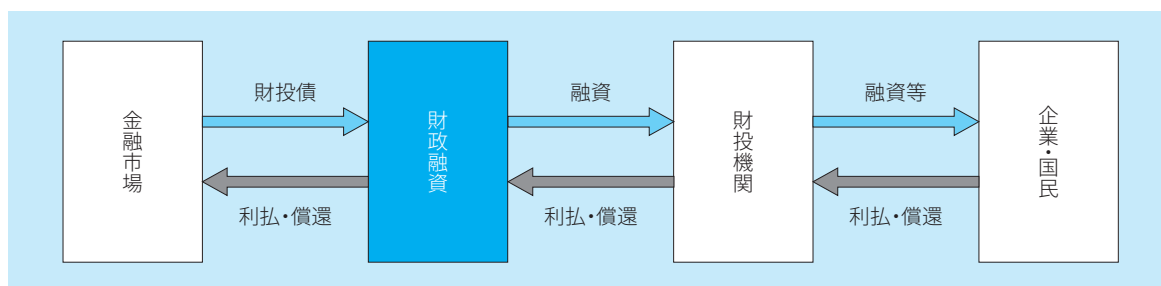 金融市場
財投債
利払・償還
財政融資
融資
利払・償還
財投機関
融資等
利払・償還
企業・国民